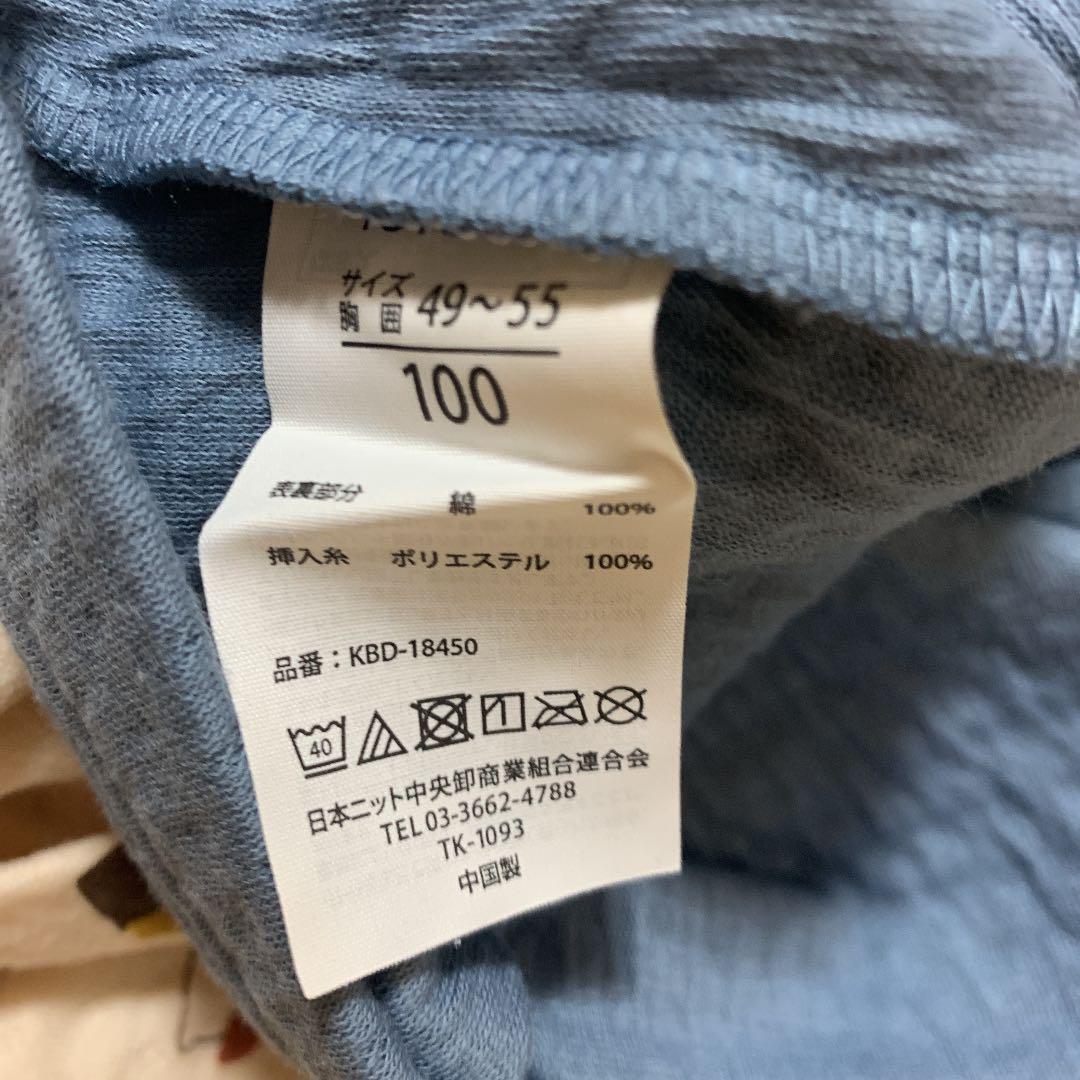 サイズ
胸囲 49～55
100
表裏部分 綿 100%
挿入糸 ポリエステル 100%
品番：KBD-18450
40
日本ニット中央卸商業組合連合会
TEL 03-3662-4788
TK-1093
中国製